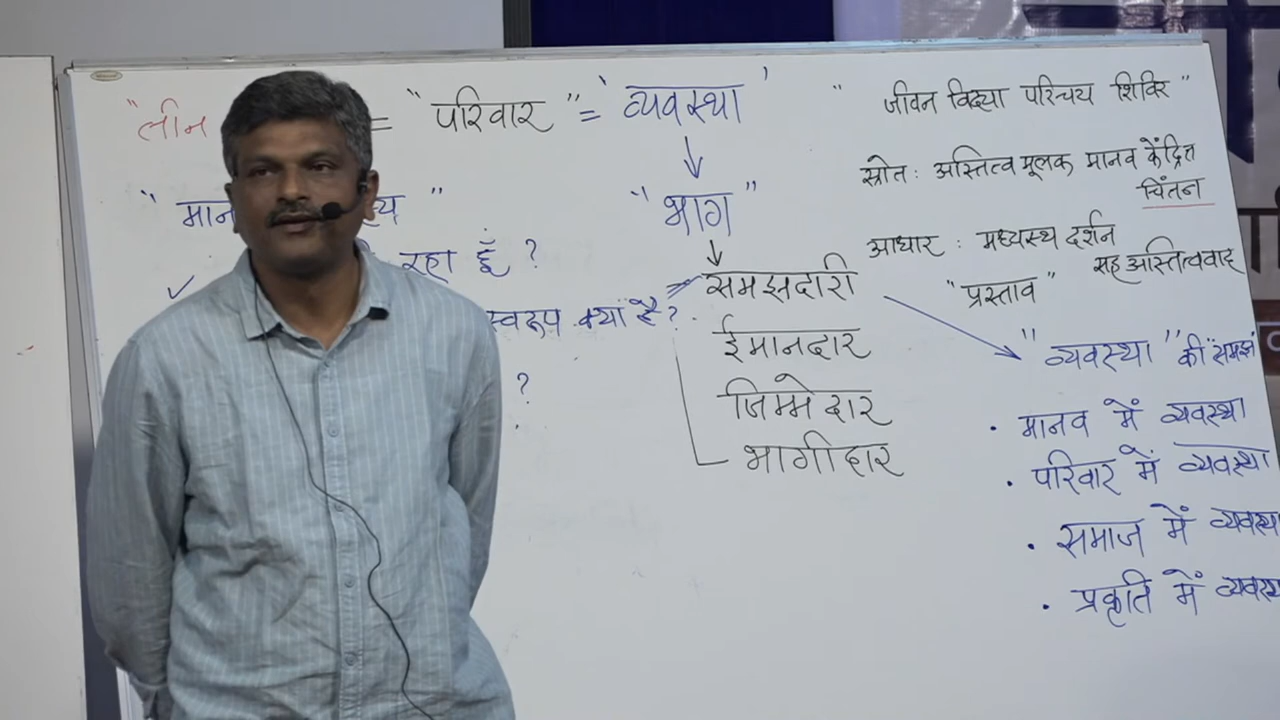 "तीन = "परिवार" = 'व्यवस्था'
"भाग"
रहा हूँ ?
स्वरूप क्या है ?
?
समझदारी
ईमानदार
जिम्मेदार
भागीदार
" जीवन विद्या परिचय शिविर "
स्रोत : अस्तित्व मूलक मानव केंद्रित
चिंतन
आधार : मध्यस्थ दर्शन
सह अस्तित्ववाद
"प्रस्ताव"
"व्यवस्था" की "समझ
• मानव में व्यवस्था
• परिवार में व्यवस्था
• समाज में व्यवस्था
• प्रकृति में